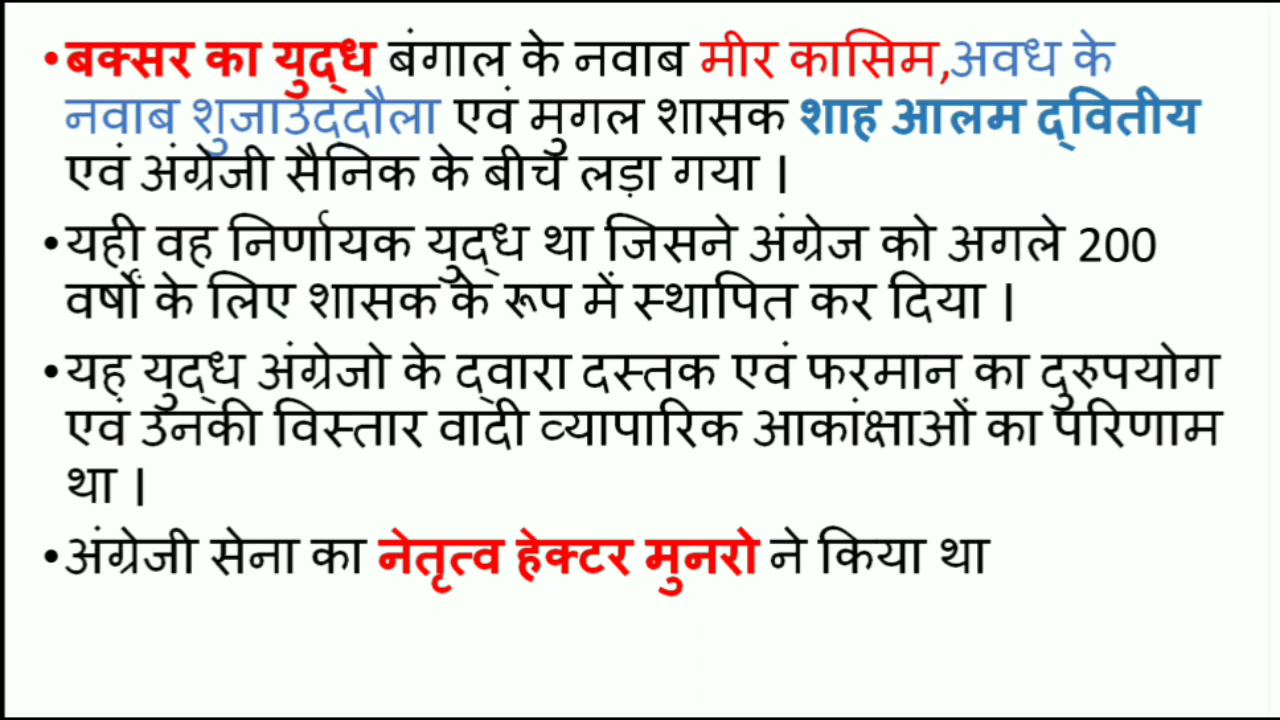 •बक्सर का युद्ध बंगाल के नवाब मीर कासिम,अवध के
नवाब शुजाउददौला एवं मुगल शासक शाह आलम द्वितीय
एवं अंग्रेजी सैनिक के बीच लड़ा गया ।
•यही वह निर्णायक युद्ध था जिसने अंग्रेज को अगले 200
वर्षों के लिए शासक के रूप में स्थापित कर दिया ।
•यह युद्ध अंग्रेजो के द्वारा दस्तक एवं फरमान का दुरुपयोग
एवं उनकी विस्तार वादी व्यापारिक आकांक्षाओं का परिणाम
था ।
•अंग्रेजी सेना का नेतृत्व हेक्टर मुनरो ने किया था